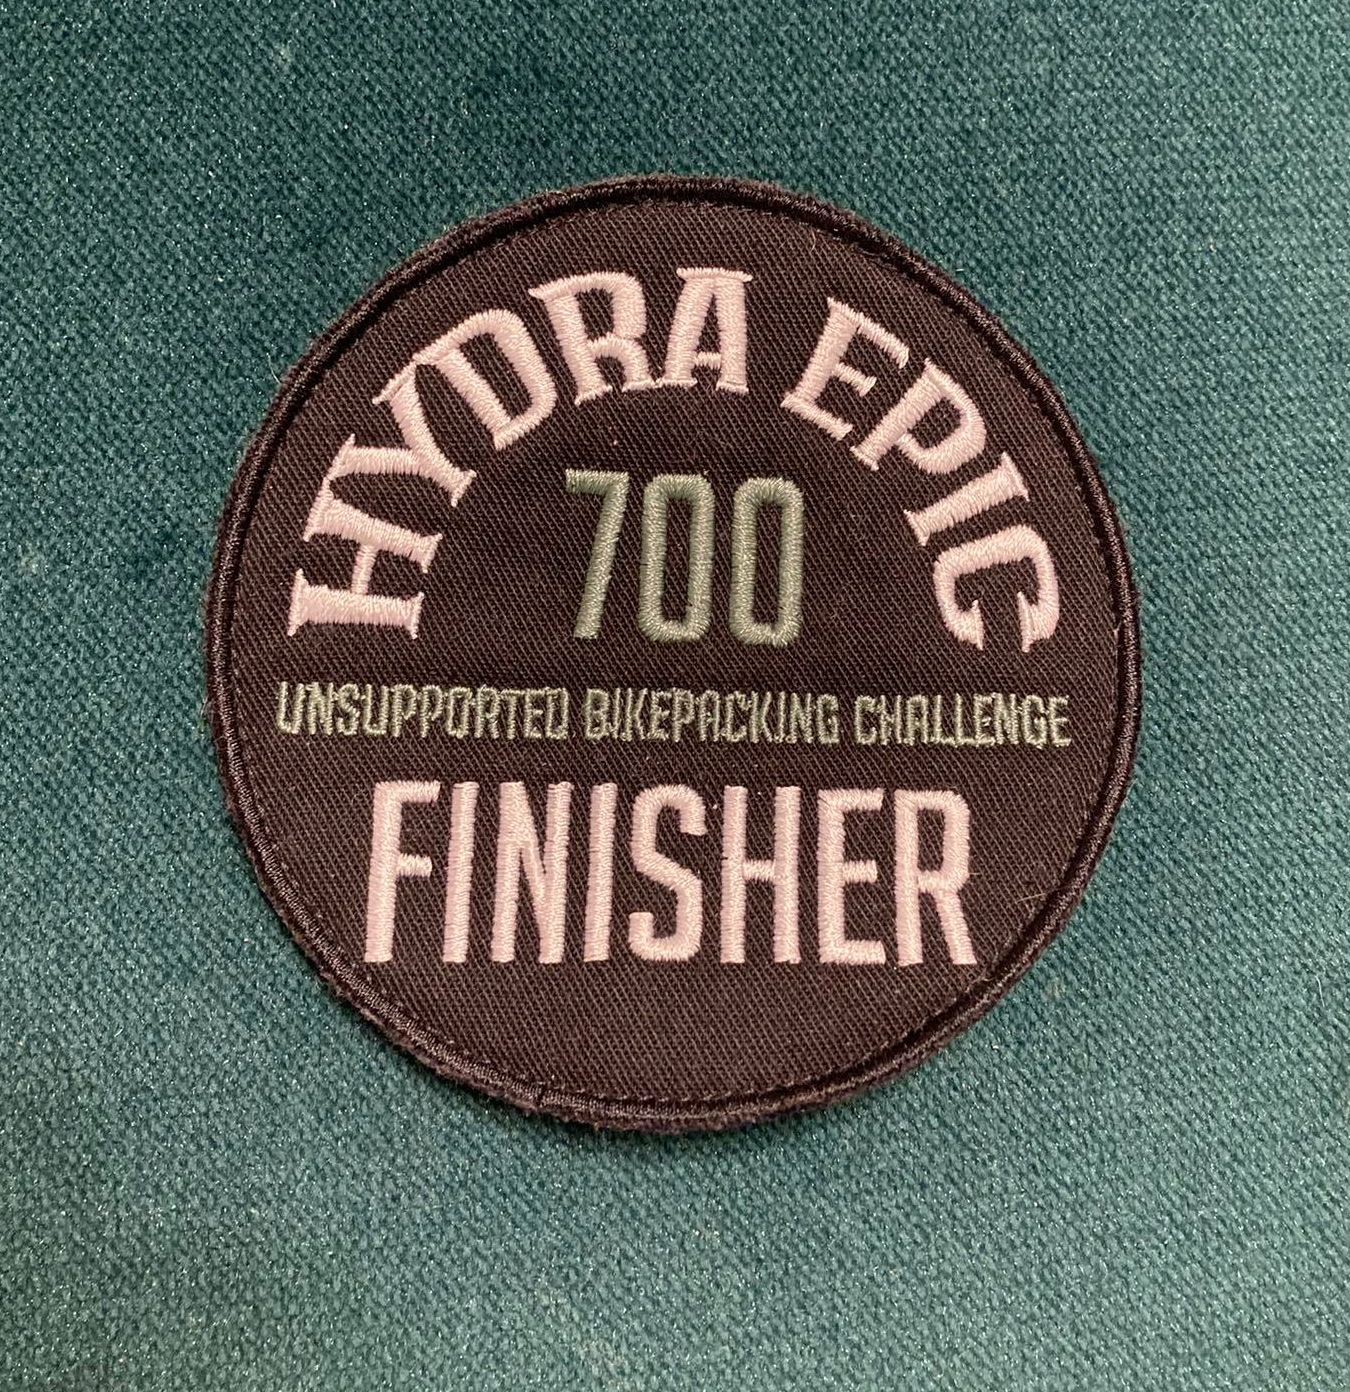 HYDRA EPIC
700
UNSUPPORTED BIKEPACKING CHALLENGE
FINISHER